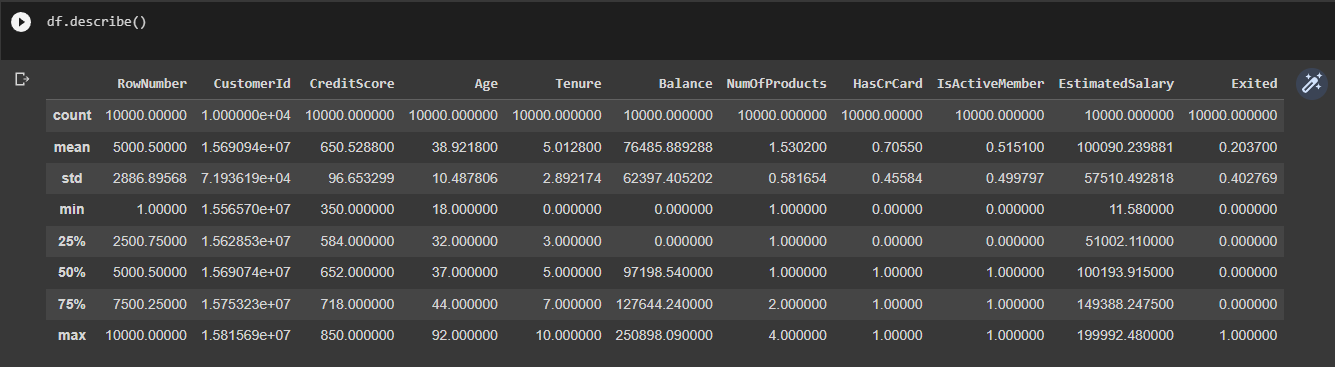 df.describe()
RowNumber CustomerId CreditScore Age Tenure Balance NumOfProducts HasCrCard IsActiveMember EstimatedSalary Exited
count 10000.00000 1.000000e+04 10000.000000 10000.000000 10000.000000 10000.000000 10000.000000 10000.00000 10000.000000 10000.000000 10000.000000
mean 5000.50000 1.569094e+07 650.528800 38.921800 5.012800 76485.889288 1.530200 0.70550 0.515100 100090.239881 0.203700
std 2886.89568 7.193619e+04 96.653299 10.487806 2.892174 62397.405202 0.581654 0.45584 0.499797 57510.492818 0.402769
min 1.00000 1.556570e+07 350.000000 18.000000 0.000000 0.000000 1.000000 0.00000 0.000000 11.580000 0.000000
25% 2500.75000 1.562853e+07 584.000000 32.000000 3.000000 0.000000 1.000000 0.00000 0.000000 51002.110000 0.000000
50% 5000.50000 1.569074e+07 652.000000 37.000000 5.000000 97198.540000 1.000000 1.00000 1.000000 100193.915000 0.000000
75% 7500.25000 1.575323e+07 718.000000 44.000000 7.000000 127644.240000 2.000000 1.00000 1.000000 149388.247500 0.000000
max 10000.00000 1.581569e+07 850.000000 92.000000 10.000000 250898.090000 4.000000 1.00000 1.000000 199992.480000 1.000000